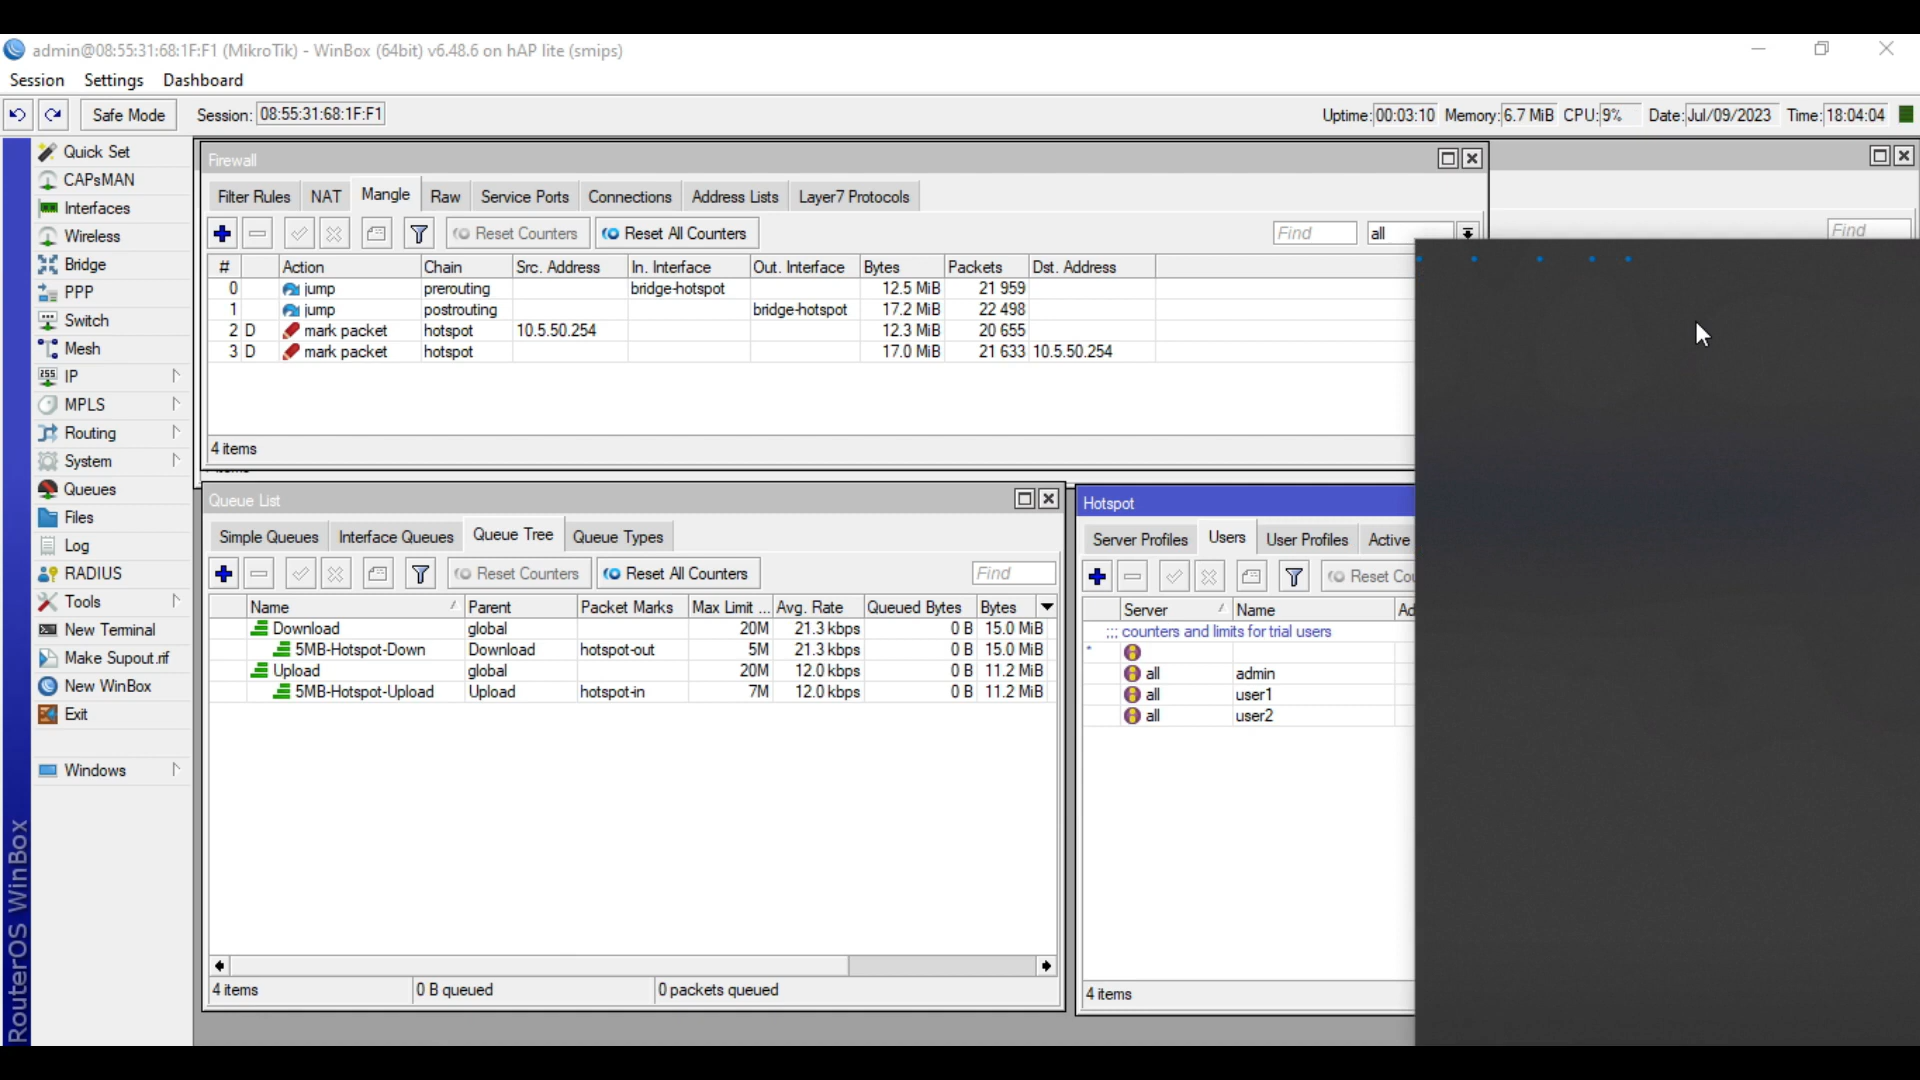 admin@08:55:31:68:1F:F1 (MikroTik) - WinBox (64bit) v6.48.6 on hAP lite (smips)
Session Settings Dashboard
Safe Mode Session: 08:55:31:68:1F:F1 Uptime: 00:03:10 Memory: 6.7 MiB CPU: 9% Date: Jul/09/2023 Time: 18:04:04
Quick Set
CAPsMAN
Interfaces
Wireless
Bridge
PPP
Switch
Mesh
IP
MPLS
Routing
System
Queues
Files
Log
RADIUS
Tools
New Terminal
Make Supout.rif
New WinBox
Exit
Windows
RouterOS WinBox
Firewall
Filter Rules NAT Mangle Raw Service Ports Connections Address Lists Layer7 Protocols
Reset Counters Reset All Counters Find all
# Action Chain Src. Address In. Interface Out. Interface Bytes Packets Dst. Address
0 jump prerouting bridge-hotspot 12.5 MiB 21 959
1 jump postrouting bridge-hotspot 17.2 MiB 22 498
2 D mark packet hotspot 10.5.50.254 12.3 MiB 20 655
3 D mark packet hotspot 17.0 MiB 21 633 10.5.50.254
4 items
Find
Queue List
Simple Queues Interface Queues Queue Tree Queue Types
Reset Counters Reset All Counters Find
Name Parent Packet Marks Max Limit ... Avg. Rate Queued Bytes Bytes
Download global 20M 21.3 kbps 0 B 15.0 MiB
5MB-Hotspot-Down Download hotspot-out 5M 21.3 kbps 0 B 15.0 MiB
Upload global 20M 12.0 kbps 0 B 11.2 MiB
5MB-Hotspot-Upload Upload hotspot-in 7M 12.0 kbps 0 B 11.2 MiB
4 items 0 B queued 0 packets queued
Hotspot
Server Profiles Users User Profiles Active
Reset Cou
Server Name Ad
::: counters and limits for trial users
all admin
all user1
all user2
4 items